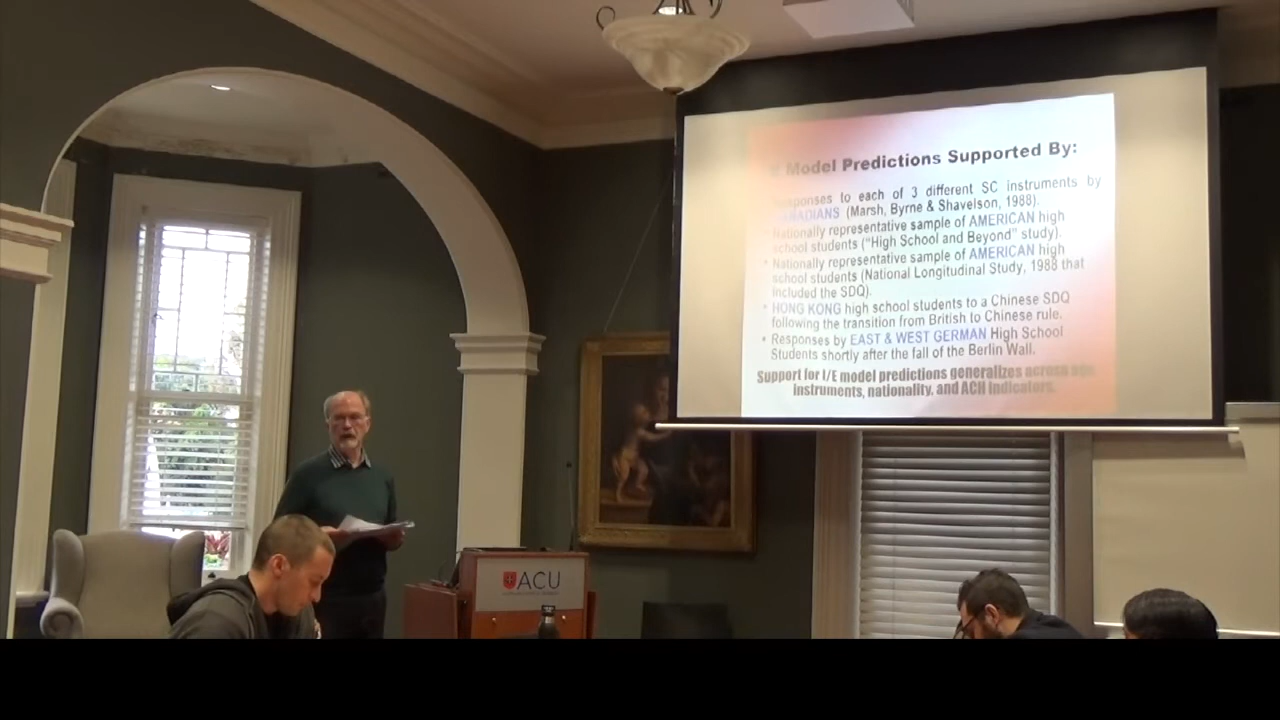 Model Predictions Supported By:
Responses to each of 3 different SC instruments by
CANADIANS (Marsh, Byrne & Shavelson, 1988).
Nationally representative sample of AMERICAN high
school students ("High School and Beyond" study).
• Nationally representative sample of AMERICAN high
school students (National Longitudinal Study, 1988 that
included the SDQ).
• HONG KONG high school students to a Chinese SDQ
following the transition from British to Chinese rule.
• Responses by EAST & WEST GERMAN High School
Students shortly after the fall of the Berlin Wall.
Support for I/E model predictions generalizes across age,
instruments, nationality, and ACH indicators.
ACU